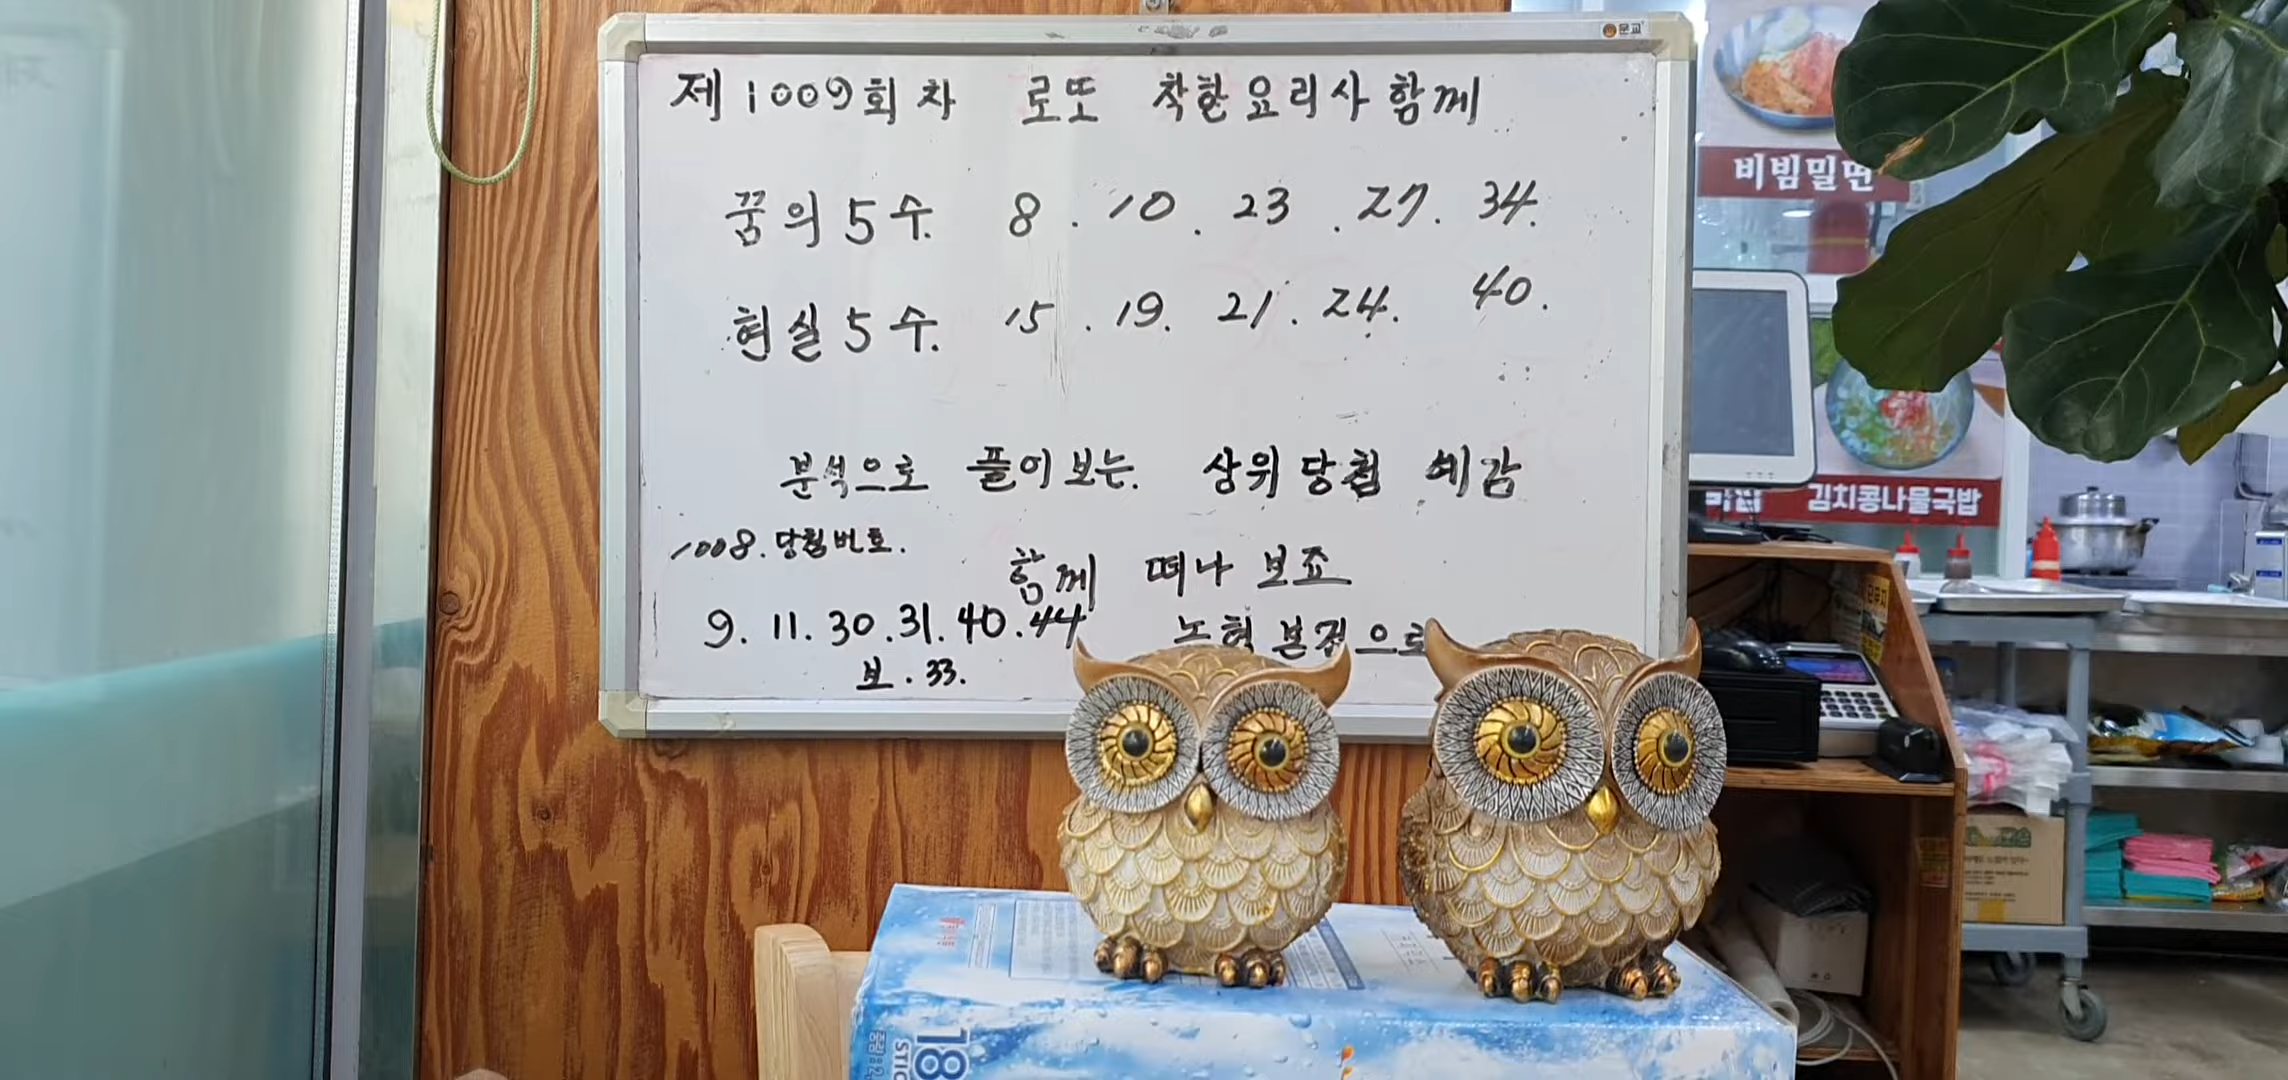 문교
제 1009회차 로또 착한요리사 함께
꿈의 5수. 8 . 10 . 23 . 27 . 34.
현실 5수. 15 . 19. 21 . 24. 40.
분석으로 풀어보는. 상위 당첨 예감
1008. 당첨번호.
함께 떠나 보죠
9. 11. 30. 31. 40. 44
보 . 33.
비빔밀면
김치콩나물국밥
18